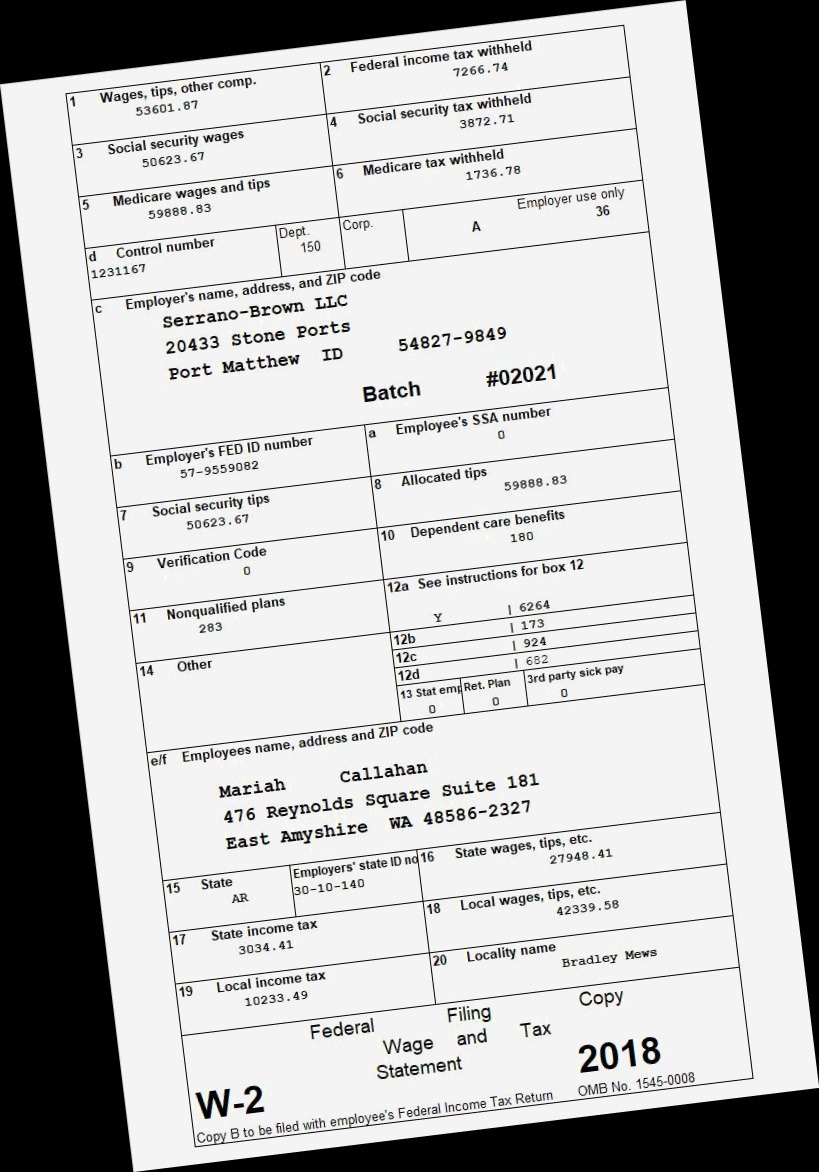 1 Wages, tips, other comp.
53601.87
2 Federal income tax withheld
7266.74
3 Social security wages
50623.67
4 Social security tax withheld
3872.71
5 Medicare wages and tips
59888.83
6 Medicare tax withheld
1736.78
d Control number
1231167
Dept.
150
Corp.
A
Employer use only
36
c Employer's name, address, and ZIP code
Serrano-Brown LLC
20433 Stone Ports
Port Matthew ID 54827-9849
Batch #02021
b Employer's FED ID number
57-9559082
a Employee's SSA number
0
7 Social security tips
50623.67
8 Allocated tips
59888.83
9 Verification Code
0
10 Dependent care benefits
180
11 Nonqualified plans
283
12a See instructions for box 12
Y | 6264
12b | 173
12c | 924
12d | 682
14 Other
13 Stat emp
0
Ret. Plan
0
3rd party sick pay
0
e/f Employees name, address and ZIP code
Mariah Callahan
476 Reynolds Square Suite 181
East Amyshire WA 48586-2327
15 State
AR
Employers' state ID no
30-10-140
16 State wages, tips, etc.
27948.41
17 State income tax
3034.41
18 Local wages, tips, etc.
42339.58
19 Local income tax
10233.49
20 Locality name
Bradley Mews
Federal Filing Copy
Wage and Tax
Statement
W-2
2018
OMB No. 1545-0008
Copy B to be filed with employee's Federal Income Tax Return